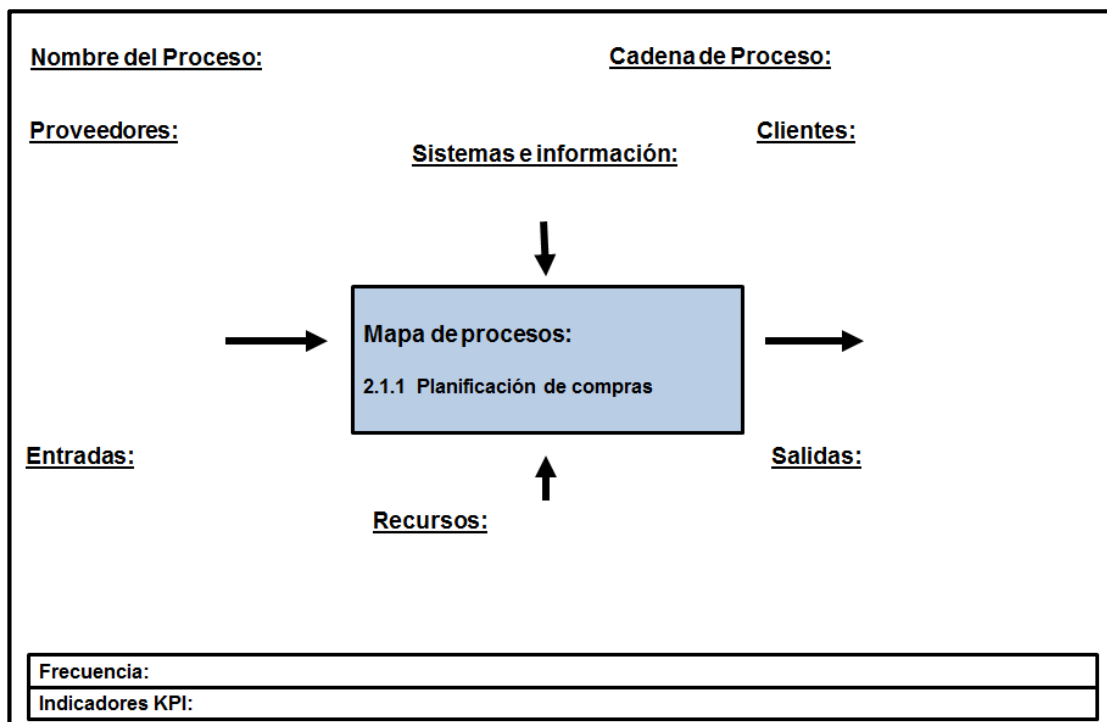 Nombre del Proceso:
Cadena de Proceso:
Proveedores:
Clientes:
Sistemas e información:
Mapa de procesos:
2.1.1 Planificación de compras
Entradas:
Salidas:
Recursos:
Frecuencia:
Indicadores KPI: